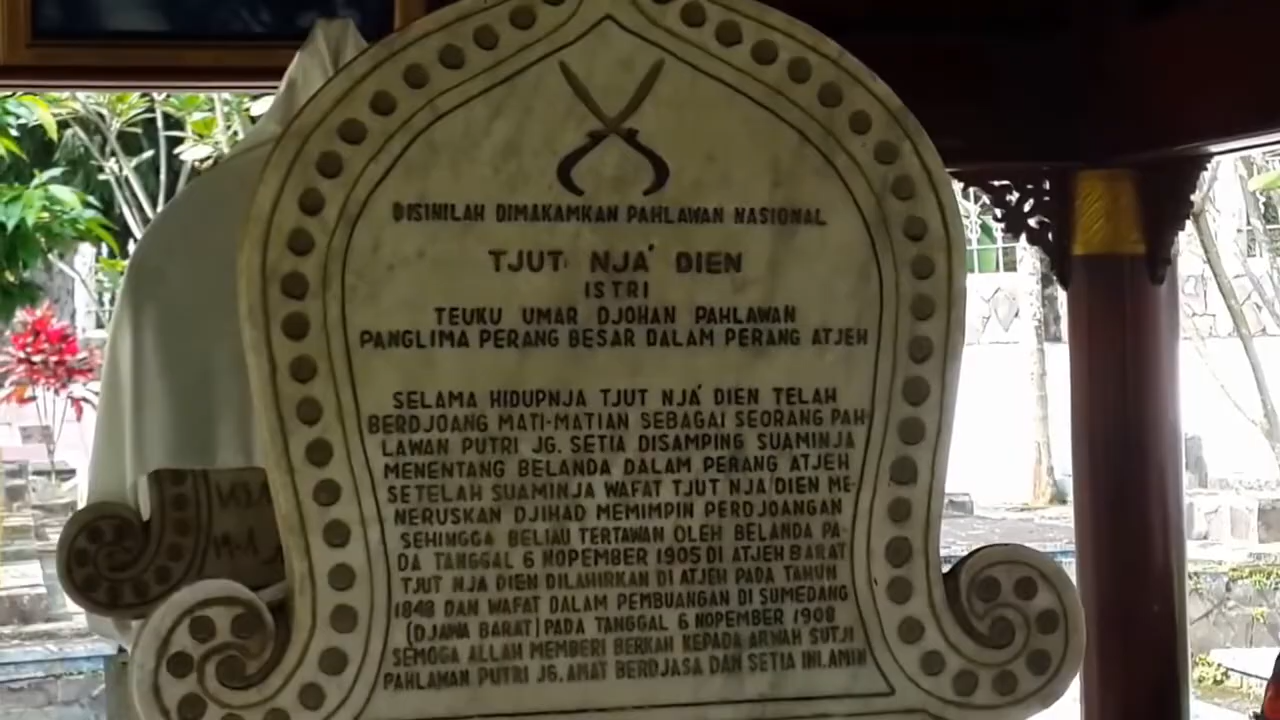 DISINILAH DIMAKAMKAN PAHLAWAN NASIONAL
TJUT NJA' DIEN
ISTRI
TEUKU UMAR DJOHAN PAHLAWAN
PANGLIMA PERANG BESAR DALAM PERANG ATJEH
SELAMA HIDUPNJA TJUT NJA' DIEN TELAH
BERDJOANG MATI-MATIAN SEBAGAI SEORANG PAH-
LAWAN PUTRI JG. SETIA DISAMPING SUAMINJA
MENENTANG BELANDA DALAM PERANG ATJEH
SETELAH SUAMINJA WAFAT TJUT NJA' DIEN ME-
NERUSKAN DJIHAD MEMIMPIN PERDJOANGAN
SEHINGGA BELIAU TERTAWAN OLEH BELANDA PA-
DA TANGGAL 6 NOPEMBER 1905 DI ATJEH BARAT
TJUT NJA DIEN DILAHIRKAN DI ATJEH PADA TAHUN
1848 DAN WAFAT DALAM PEMBUANGAN DI SUMEDANG
(DJAWA BARAT) PADA TANGGAL 6 NOPEMBER 1908
SEMOGA ALLAH MEMBERI BERKAH KEPADA ARWAH SUTJI
PAHLAWAN PUTRI JG. AMAT BERDJASA DAN SETIA INI. AMIN